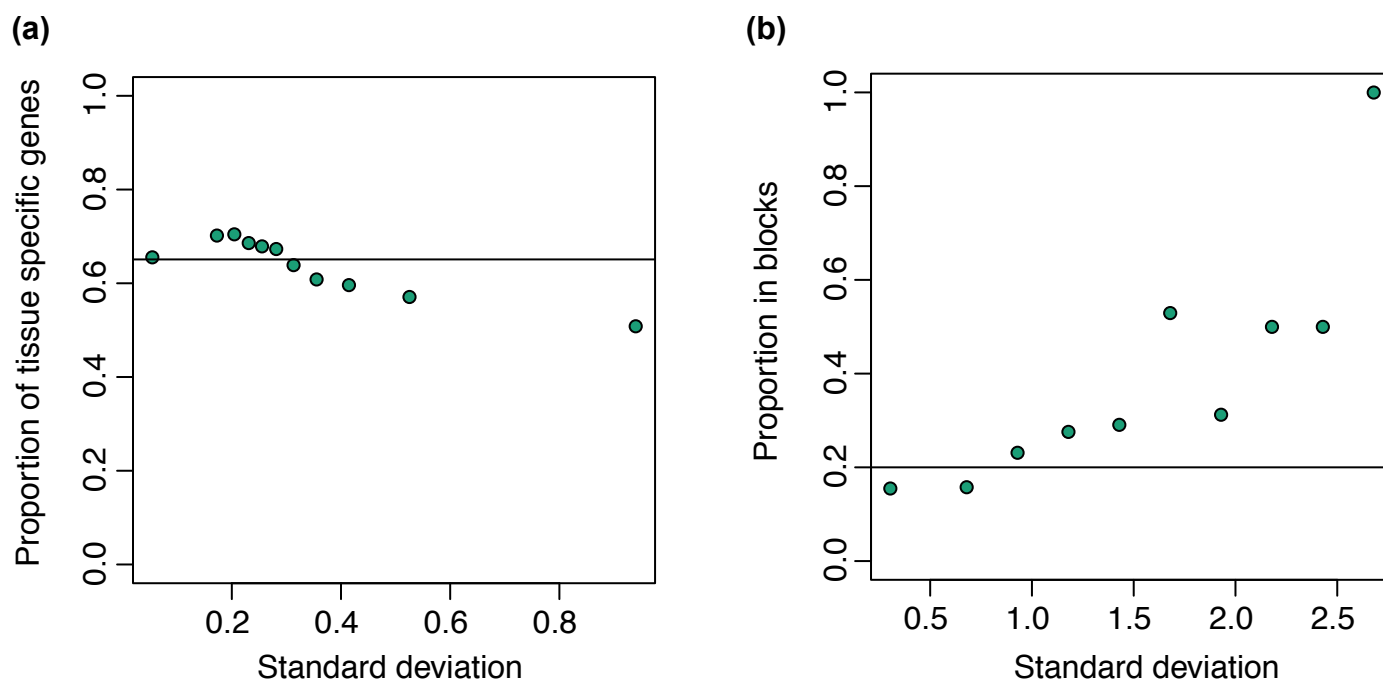 (a)
Proportion of tissue specific genes
1.0
0.8
0.6
0.4
0.2
0.0
0.2 0.4 0.6 0.8
Standard deviation
(b)
Proportion in blocks
1.0
0.8
0.6
0.4
0.2
0.0
0.5 1.0 1.5 2.0 2.5
Standard deviation